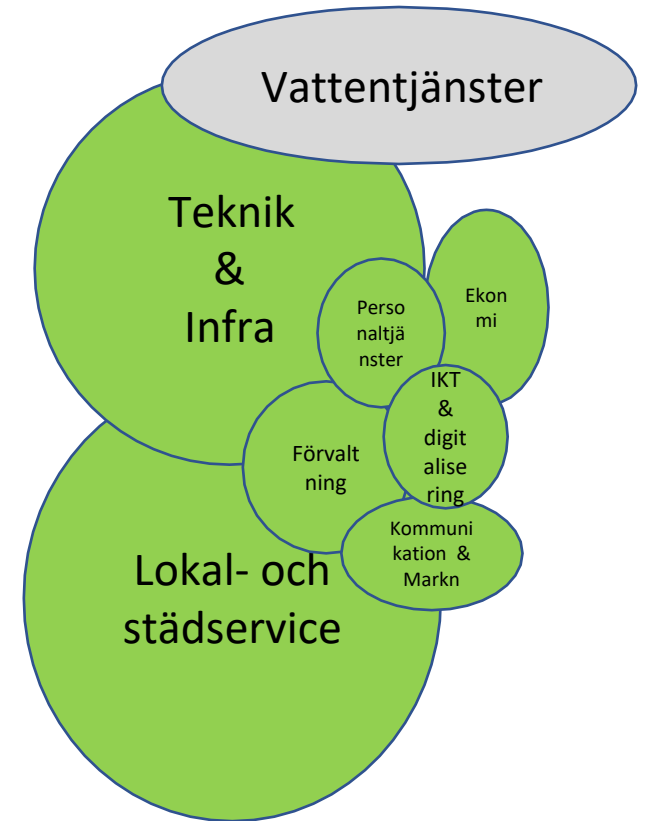 Vattentjänster
Teknik
&
Infra
Perso
naltjä
nster
Ekon
mi
IKT
&
digit
alise
ring
Förvalt
ning
Kommuni
kation &
Markn
Lokal- och
städservice